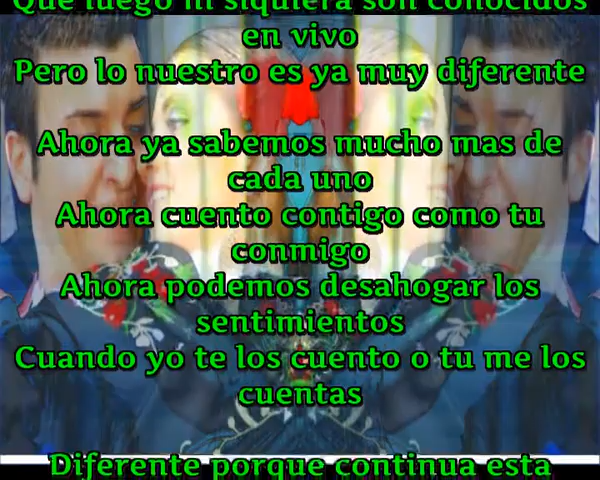 Que luego ni siquiera son conocidos
en vivo
Pero lo nuestro es ya muy diferente
Ahora ya sabemos mucho mas de
cada uno
Ahora cuento contigo como tu
conmigo
Ahora podemos desahogar los
sentimientos
Cuando yo te los cuento o tu me los
cuentas
Diferente porque continua esta